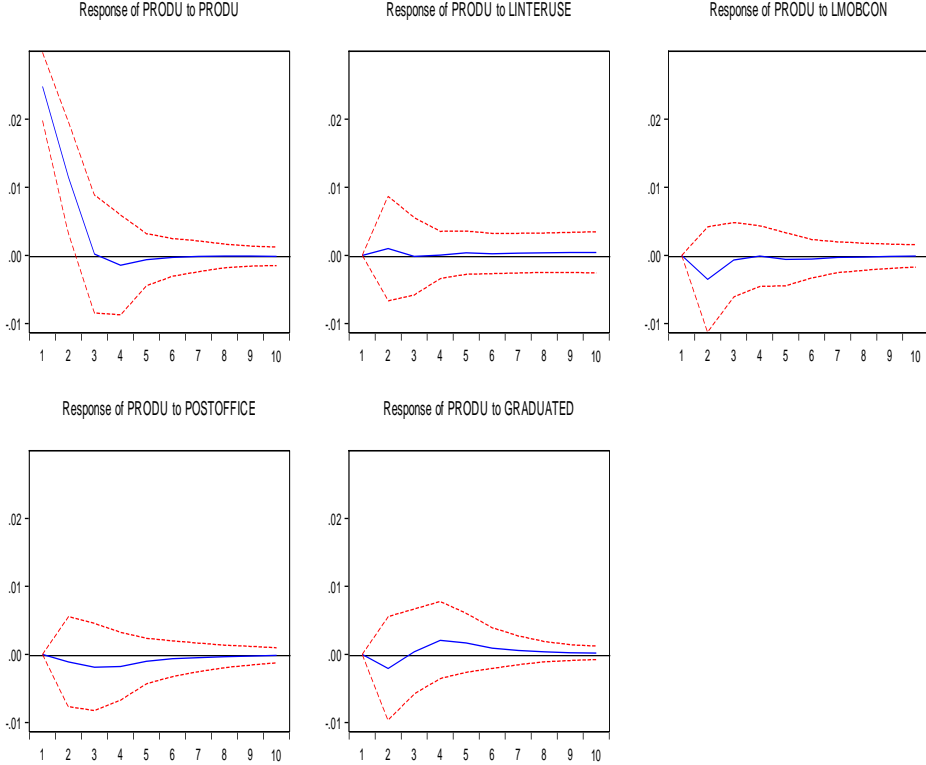 Response of PRODU to PRODU
Response of PRODU to LINTERUSE
Response of PRODU to LMOBCON
.02
.01
.00
-.01
.02
.01
.00
-.01
.02
.01
.00
-.01
1 2 3 4 5 6 7 8 9 10
1 2 3 4 5 6 7 8 9 10
1 2 3 4 5 6 7 8 9 10
Response of PRODU to POSTOFFICE
Response of PRODU to GRADUATED
.02
.01
.00
-.01
.02
.01
.00
-.01
1 2 3 4 5 6 7 8 9 10
1 2 3 4 5 6 7 8 9 10